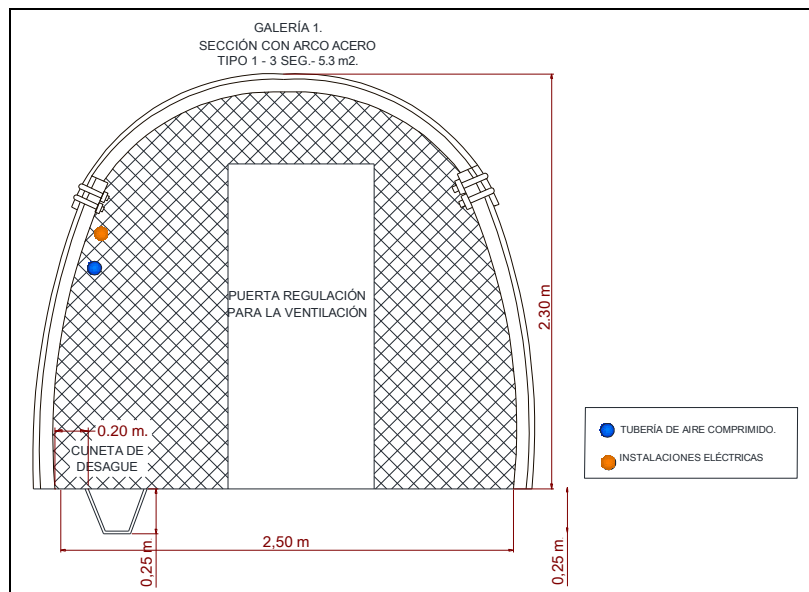 GALERÍA 1.
SECCIÓN CON ARCO ACERO
TIPO 1 - 3 SEG.- 5.3 m2.
PUERTA REGULACIÓN
PARA LA VENTILACIÓN
2.30 m
0.20 m.
CUNETA DE
DESAGUE
TUBERÍA DE AIRE COMPRIMIDO.
INSTALACIONES ELÉCTRICAS
2,50 m
0,25 m.
0,25 m